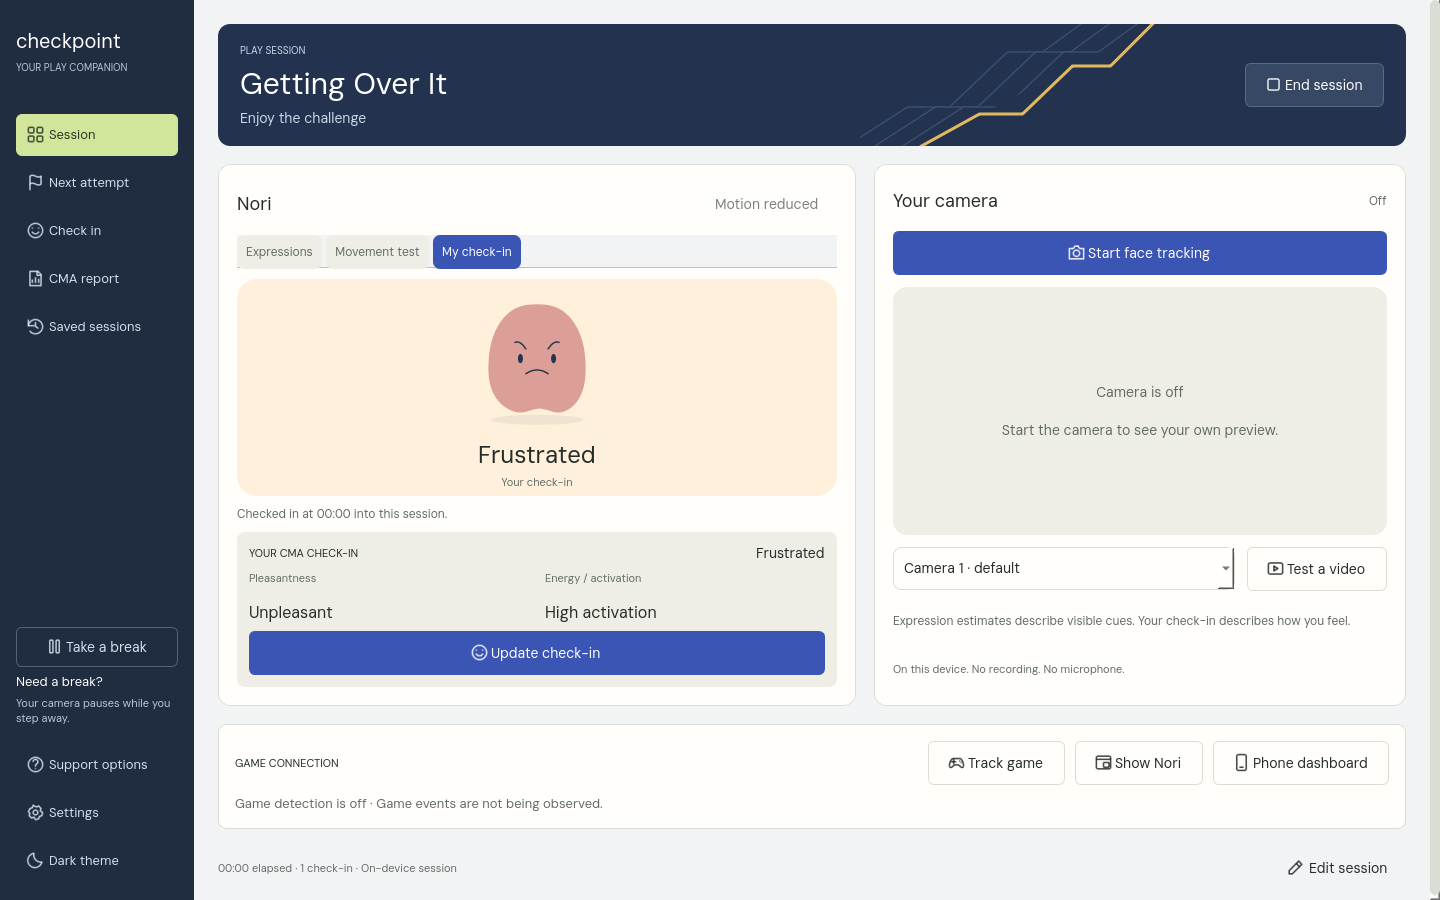 checkpoint
YOUR PLAY COMPANION
Session
Next attempt
Check in
CMA report
Saved sessions
Take a break
Need a break?
Your camera pauses while you
step away.
Support options
Settings
Dark theme
PLAY SESSION
Getting Over It
Enjoy the challenge
End session
Nori
Motion reduced
Expressions
Movement test
My check-in
Frustrated
Your check-in
Checked in at 00:00 into this session.
YOUR CMA CHECK-IN
Frustrated
Pleasantness
Energy / activation
Unpleasant
High activation
Update check-in
Your camera
Off
Start face tracking
Camera is off
Start the camera to see your own preview.
Camera 1 · default
Test a video
Expression estimates describe visible cues. Your check-in describes how you feel.
On this device. No recording. No microphone.
GAME CONNECTION
Track game
Show Nori
Phone dashboard
Game detection is off · Game events are not being observed.
00:00 elapsed · 1 check-in · On-device session
Edit session